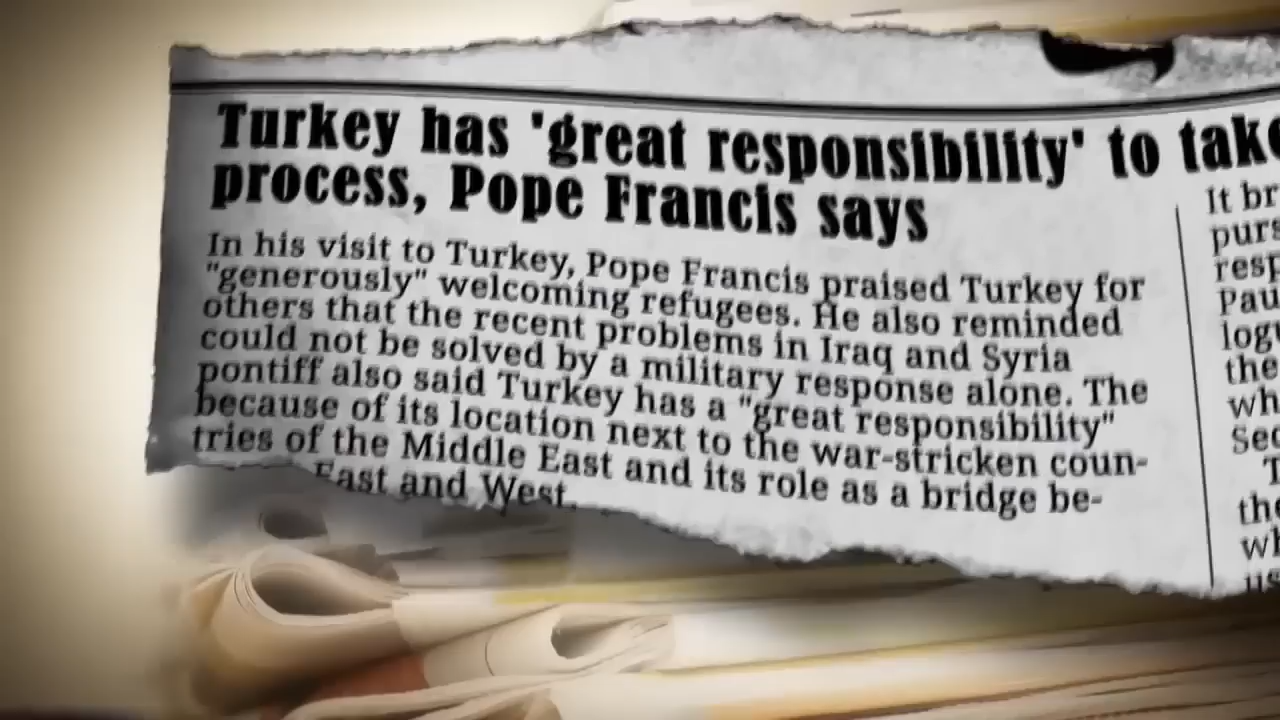 Turkey has 'great responsibility' to
process, Pope Francis says
In his visit to Turkey, Pope Francis praised Turkey for
"generously" welcoming refugees. He also reminded
others that the recent problems in Iraq and Syria
could not be solved by a military response alone. The
pontiff also said Turkey has a "great responsibility"
because of its location next to the war-stricken coun-
tries of the Middle East and its role as a bridge be-
East and West.
It br
purs
resp
Pau
log
the
wh
Sec
T
the
wh
us